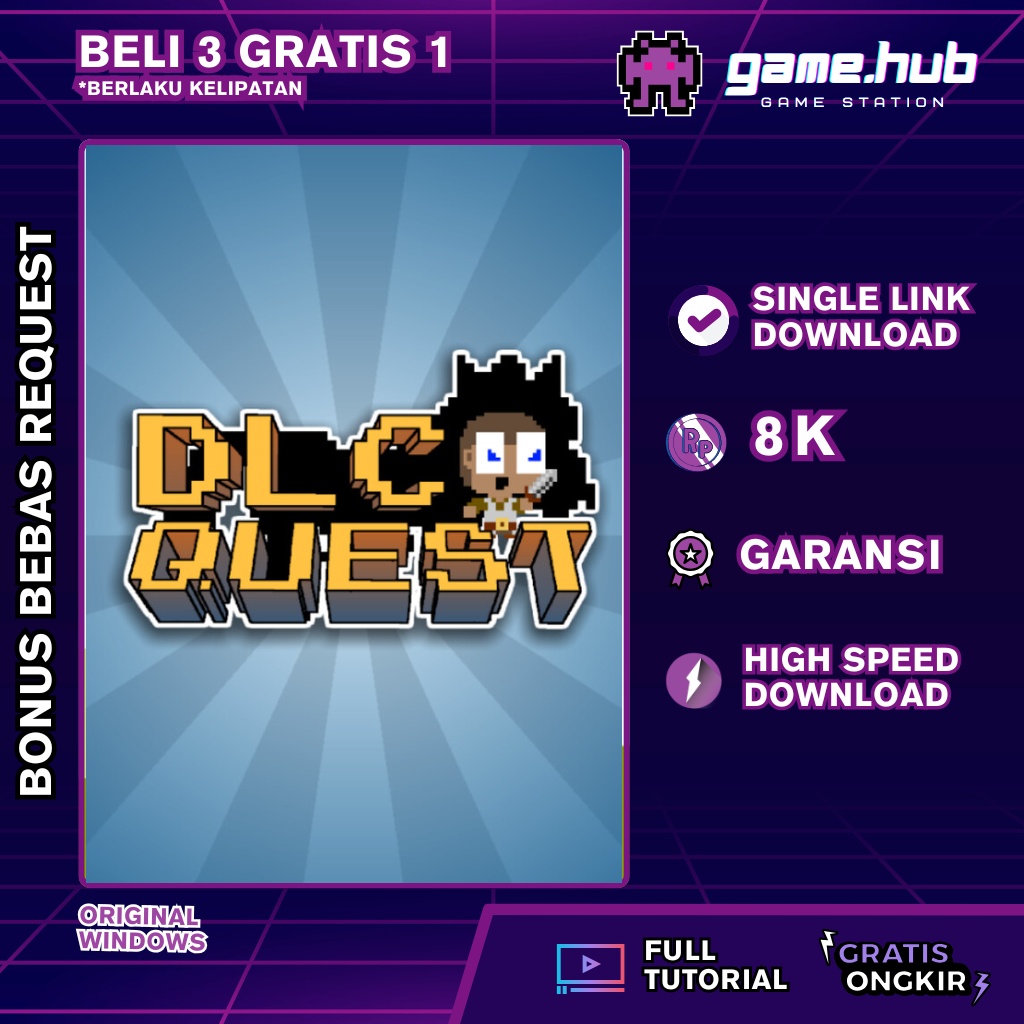 BELI 3 GRATIS 1
*BERLAKU KELIPATAN
game.hub
GAME STATION
BONUS BEBAS REQUEST
DLC
QUEST
SINGLE LINK
DOWNLOAD
Rp
8K
GARANSI
HIGH SPEED
DOWNLOAD
ORIGINAL
WINDOWS
FULL
TUTORIAL
GRATIS
ONGKIR